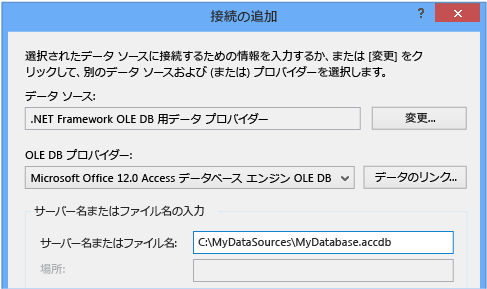 接続の追加
選択されたデータ ソースに接続するための情報を入力するか、または [変更] をク
リックして、別のデータ ソースおよび (または) プロバイダーを選択します。
データ ソース:
.NET Framework OLE DB 用データ プロバイダー
変更...
OLE DB プロバイダー:
Microsoft Office 12.0 Access データベース エンジン OLE DB
データのリンク...
サーバー名またはファイル名の入力
サーバー名またはファイル名:
C:\MyDataSources\MyDatabase.accdb
場所: